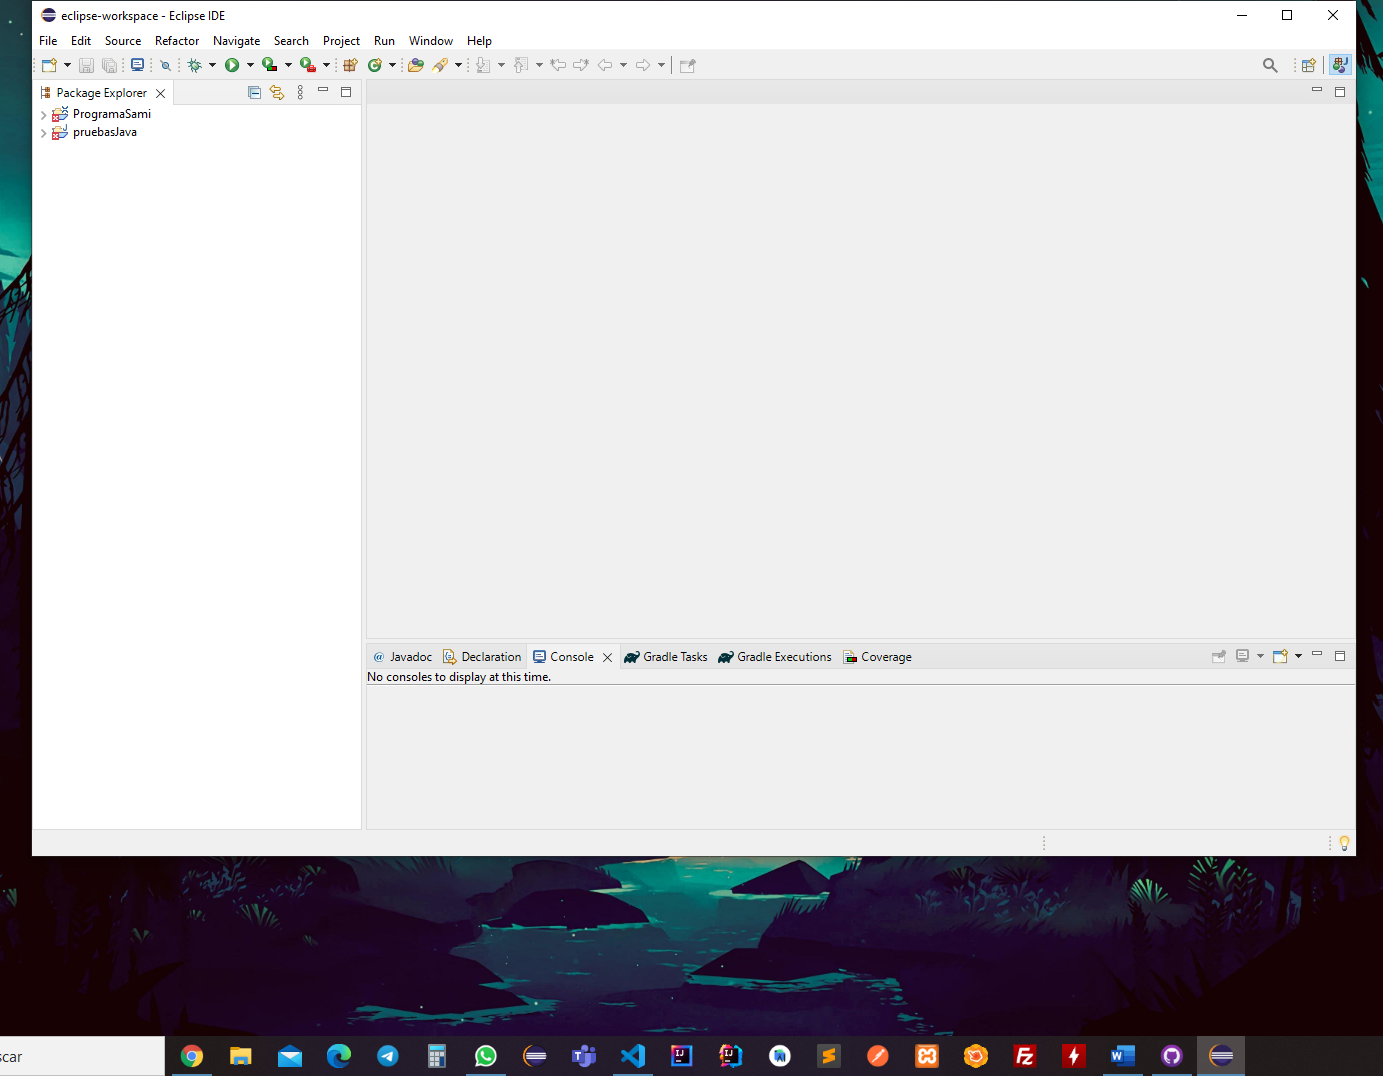 eclipse-workspace - Eclipse IDE
File Edit Source Refactor Navigate Search Project Run Window Help
Package Explorer
ProgramaSami
pruebasJava
@ Javadoc Declaration Console Gradle Tasks Gradle Executions Coverage
No consoles to display at this time.
scar